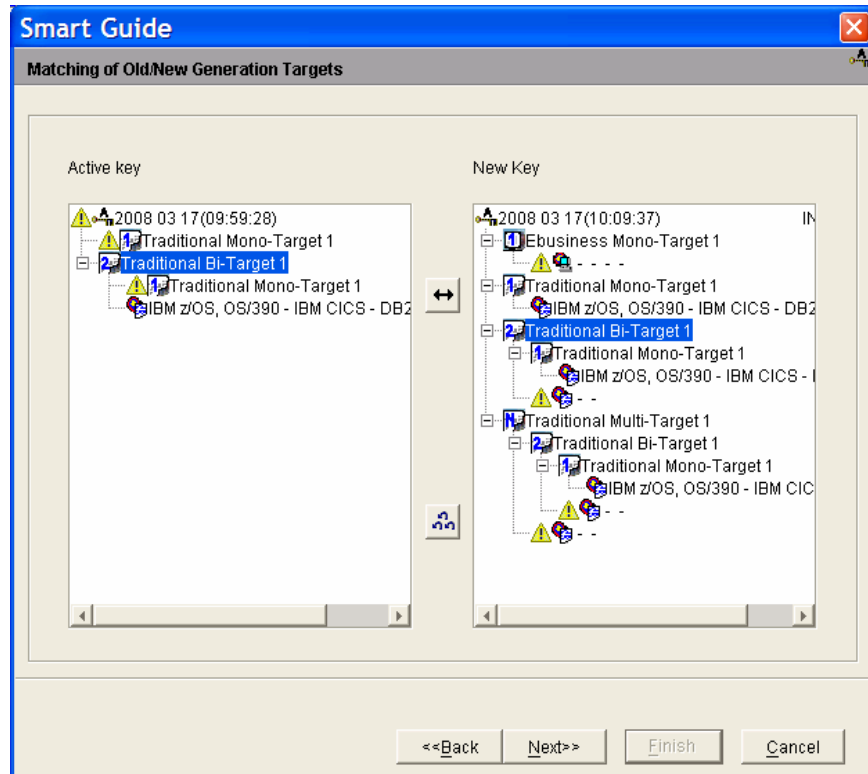 Smart Guide
Matching of Old/New Generation Targets
Active key
2008 03 17(09:59:28)
Traditional Mono-Target 1
Traditional Bi-Target 1
Traditional Mono-Target 1
IBM z/OS, OS/390 - IBM CICS - DB2
New Key
2008 03 17(10:09:37) IN
Ebusiness Mono-Target 1
- - - -
Traditional Mono-Target 1
IBM z/OS, OS/390 - IBM CICS - DB2
Traditional Bi-Target 1
Traditional Mono-Target 1
IBM z/OS, OS/390 - IBM CICS -
- -
Traditional Multi-Target 1
Traditional Bi-Target 1
Traditional Mono-Target 1
IBM z/OS, OS/390 - IBM CIC
- -
- -
<<Back Next>> Finish Cancel